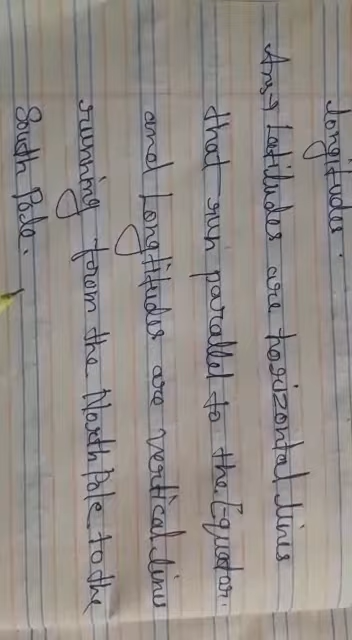 longitudes.
Ans→ Latitudes are horizontal lines
that run parallel to the Equator.
and Longitudes are vertical lines
running from the North Pole to the
South Pole.